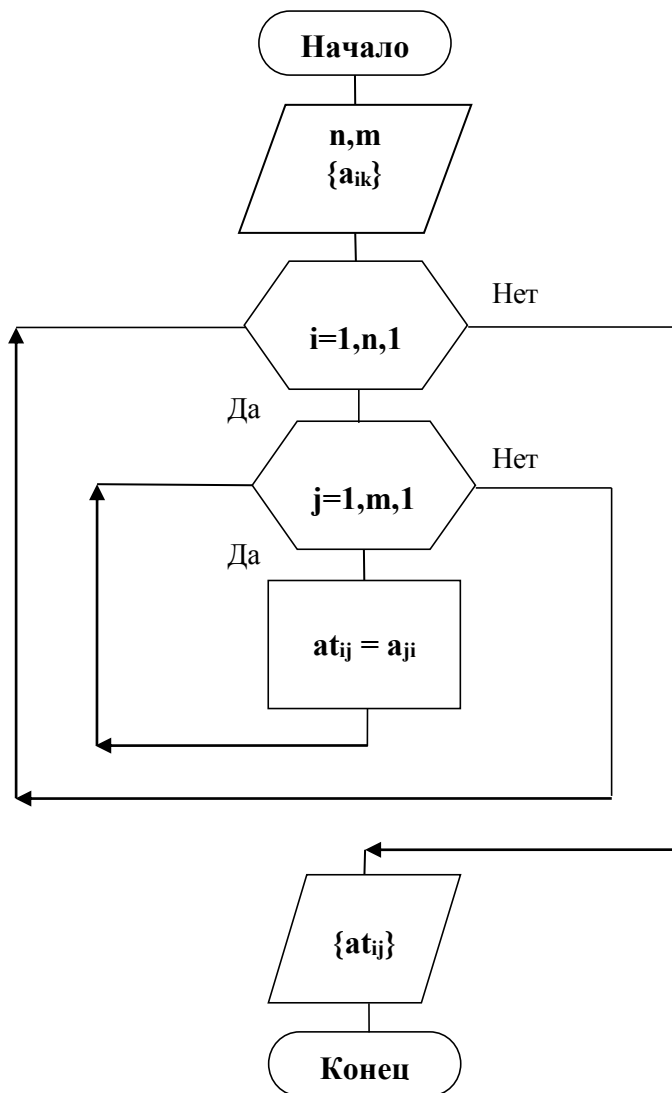 Начало
n,m
{aik}
Нет
i=1,n,1
Да
Нет
j=1,m,1
Да
atij = aji
{atij}
Конец